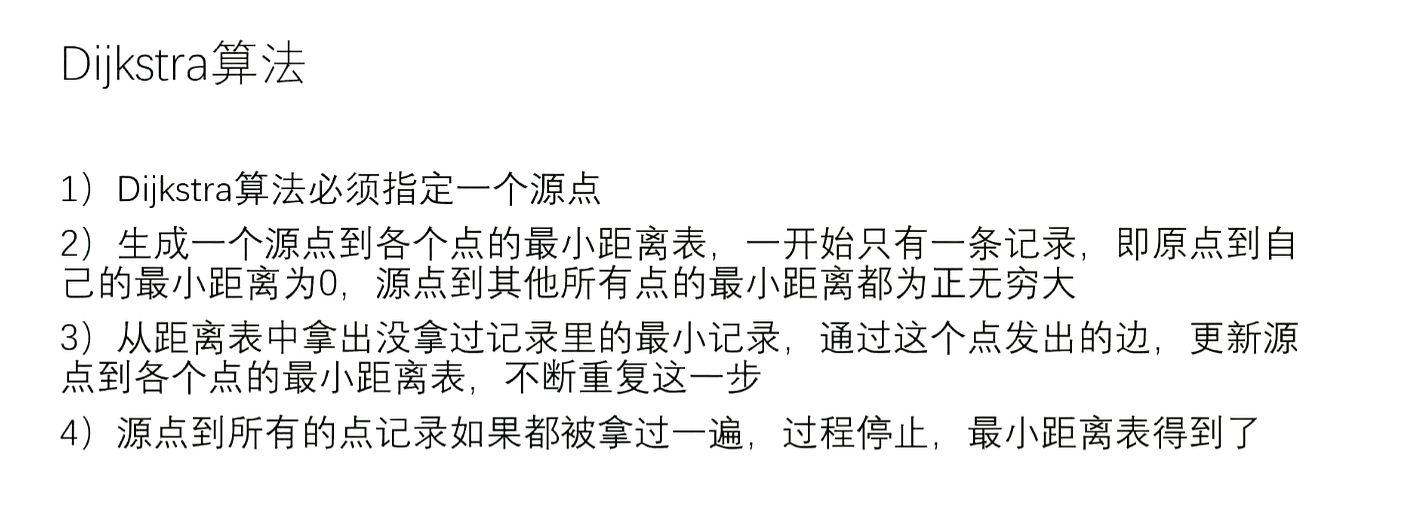 Dijkstra算法
1）Dijkstra算法必须指定一个源点
2）生成一个源点到各个点的最小距离表，一开始只有一条记录，即原点到自
己的最小距离为0，源点到其他所有点的最小距离都为正无穷大
3）从距离表中拿出没拿过记录里的最小记录，通过这个点发出的边，更新源
点到各个点的最小距离表，不断重复这一步
4）源点到所有的点记录如果都被拿过一遍，过程停止，最小距离表得到了